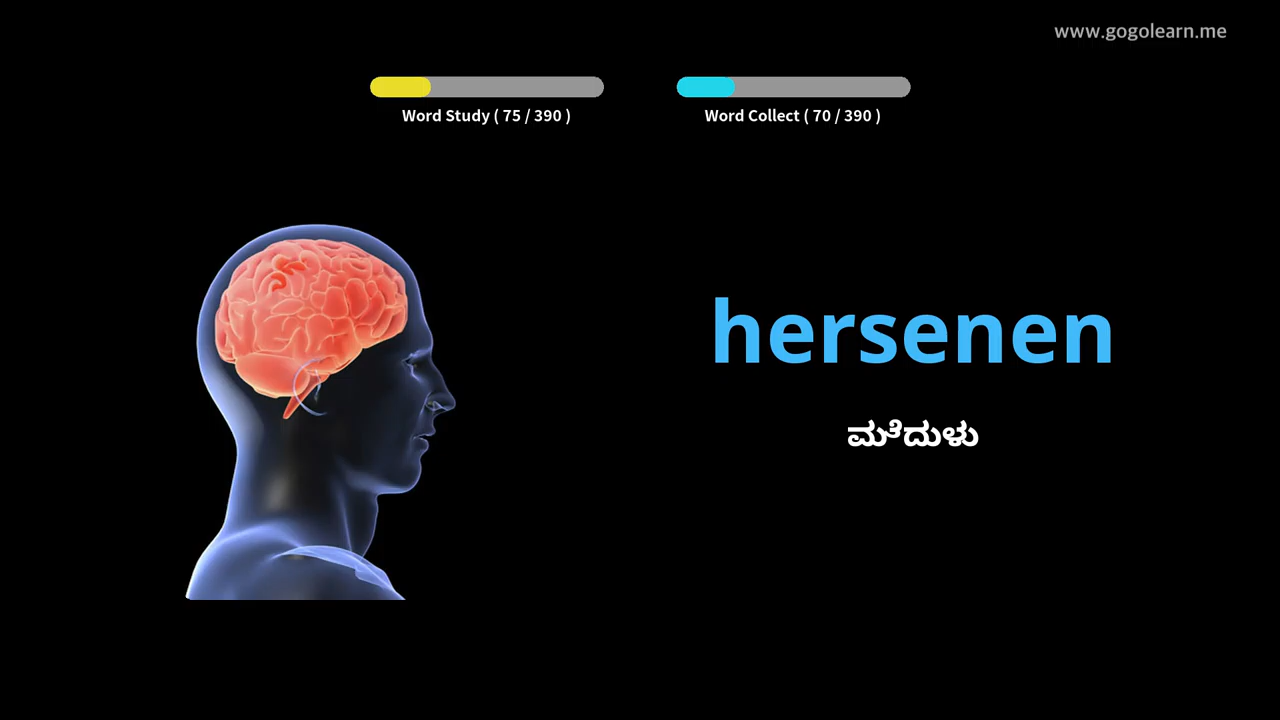 www.gogolearn.me
Word Study ( 75 / 390 )
Word Collect ( 70 / 390 )
hersenen
ಮೆದುಳು